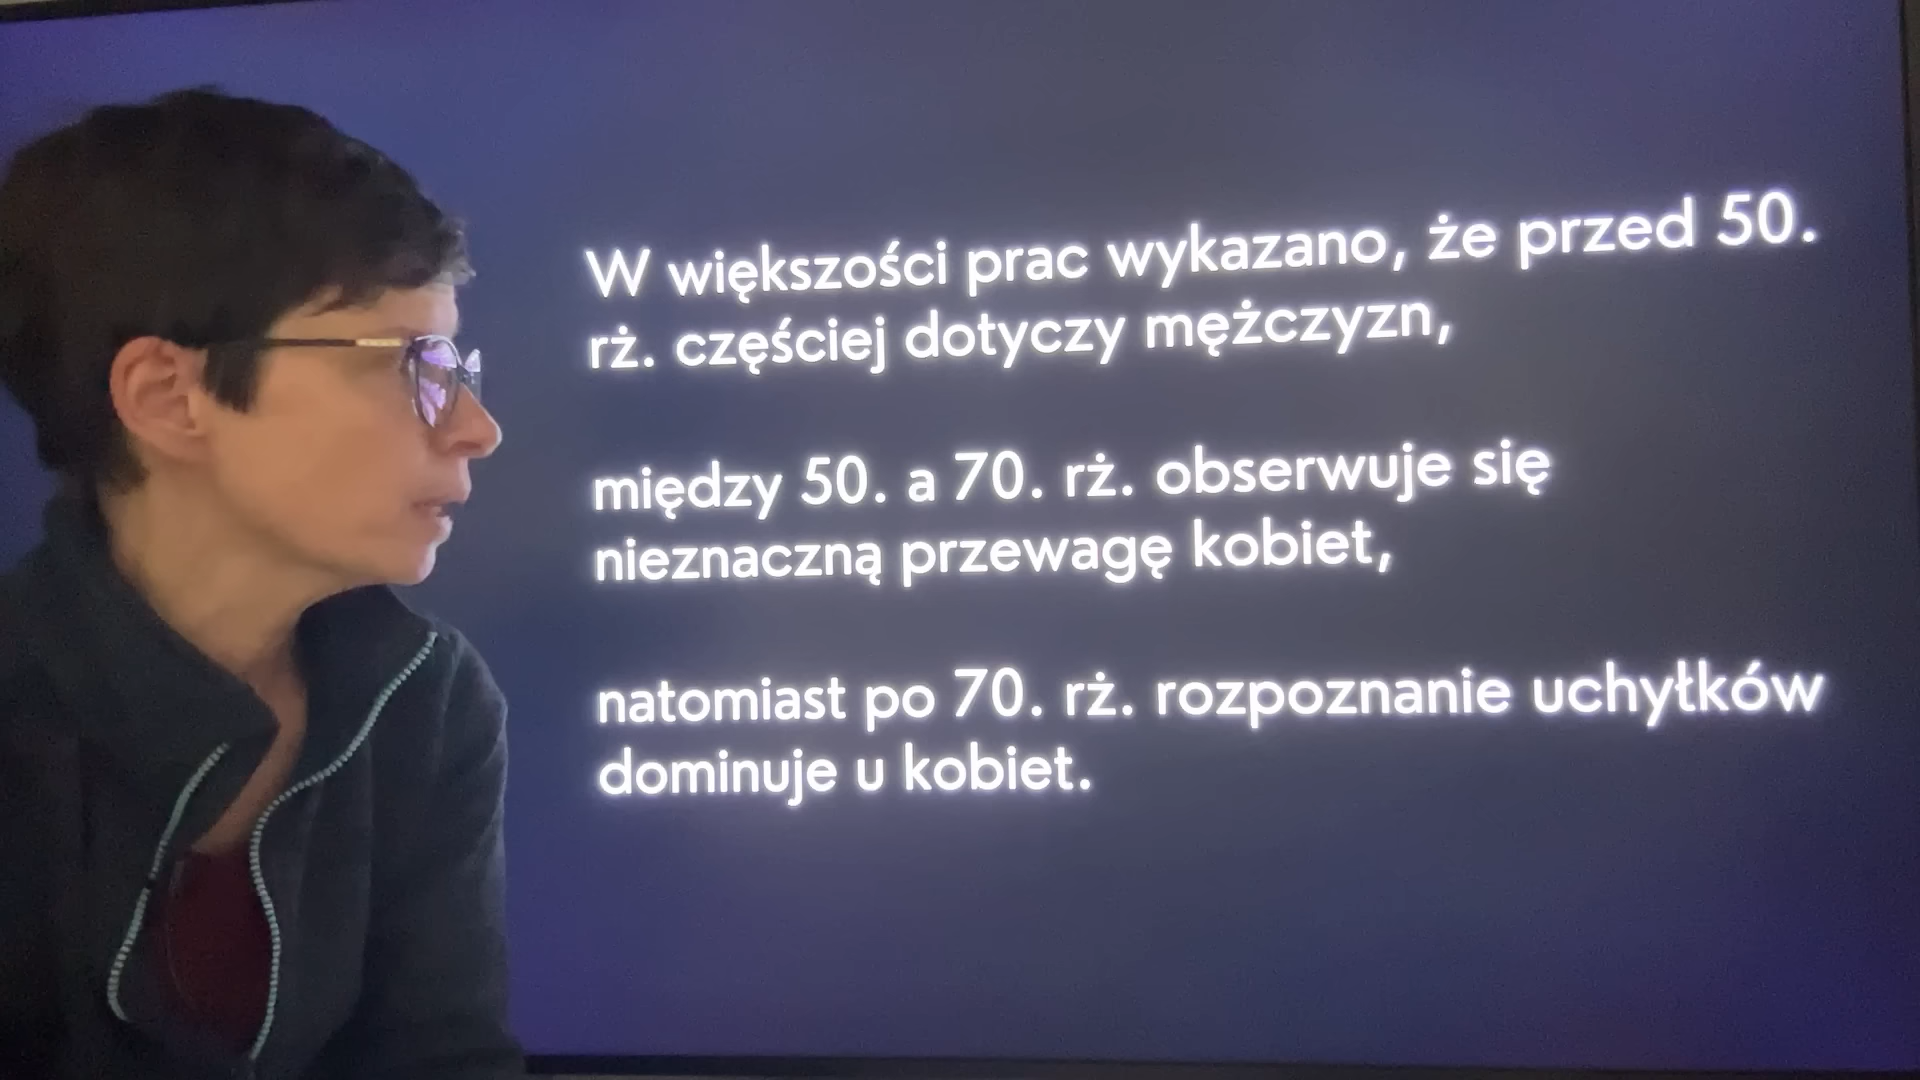 W większości prac wykazano, że przed 50.
rż. częściej dotyczy mężczyzn,
między 50. a 70. rż. obserwuje się
nieznaczną przewagę kobiet,
natomiast po 70. rż. rozpoznanie uchyłków
dominuje u kobiet.